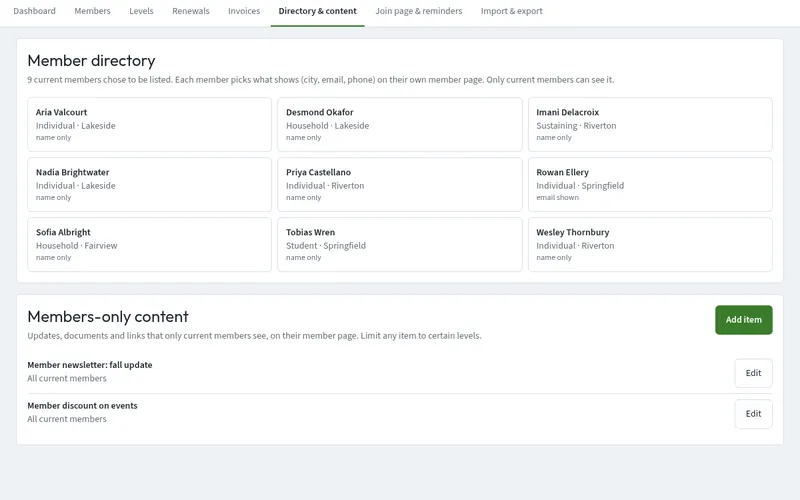 Dashboard Members Levels Renewals Invoices Directory & content Join page & reminders Import & export
Member directory
9 current members chose to be listed. Each member picks what shows (city, email, phone) on their own member page. Only current members can see it.
Aria Valcourt
Individual · Lakeside
name only
Desmond Okafor
Household · Lakeside
name only
Imani Delacroix
Sustaining · Riverton
name only
Nadia Brightwater
Individual · Lakeside
name only
Priya Castellano
Individual · Riverton
name only
Rowan Ellery
Individual · Springfield
email shown
Sofia Albright
Household · Fairview
name only
Tobias Wren
Student · Springfield
name only
Wesley Thornbury
Individual · Riverton
name only
Members-only content
Add item
Updates, documents and links that only current members see, on their member page. Limit any item to certain levels.
Member newsletter: fall update
All current members
Edit
Member discount on events
All current members
Edit